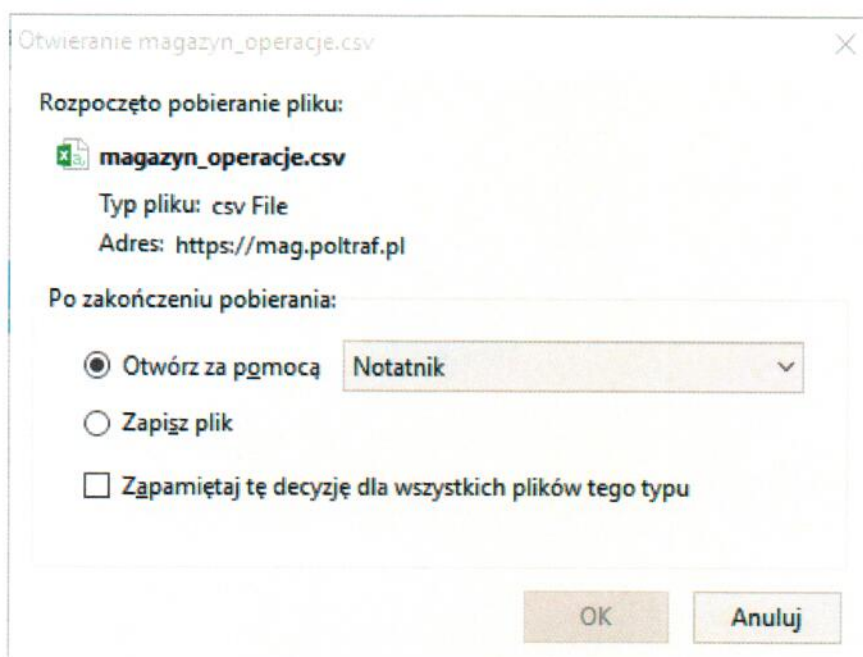 Otwieranie magazyn_operacje.csv
Rozpoczęto pobieranie pliku:
magazyn_operacje.csv
Typ pliku: csv File
Adres: https://mag.poltraf.pl
Po zakończeniu pobierania:
Otwórz za pomocą Notatnik
Zapisz plik
Zapamiętaj tę decyzję dla wszystkich plików tego typu
OK Anuluj